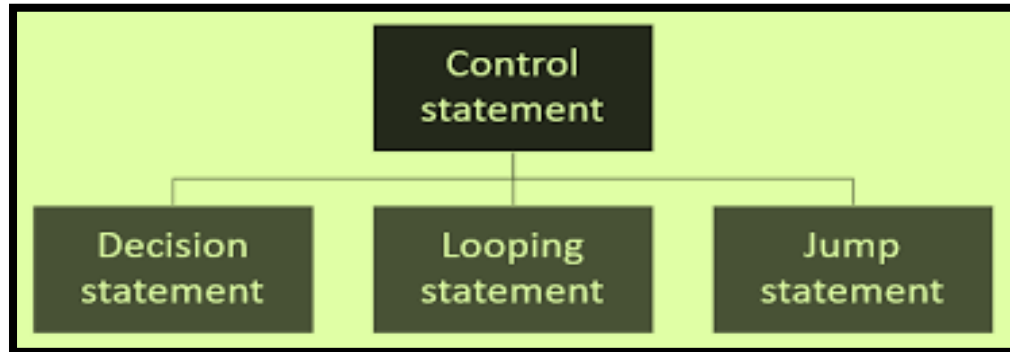 Control
statement
Decision
statement
Looping
statement
Jump
statement